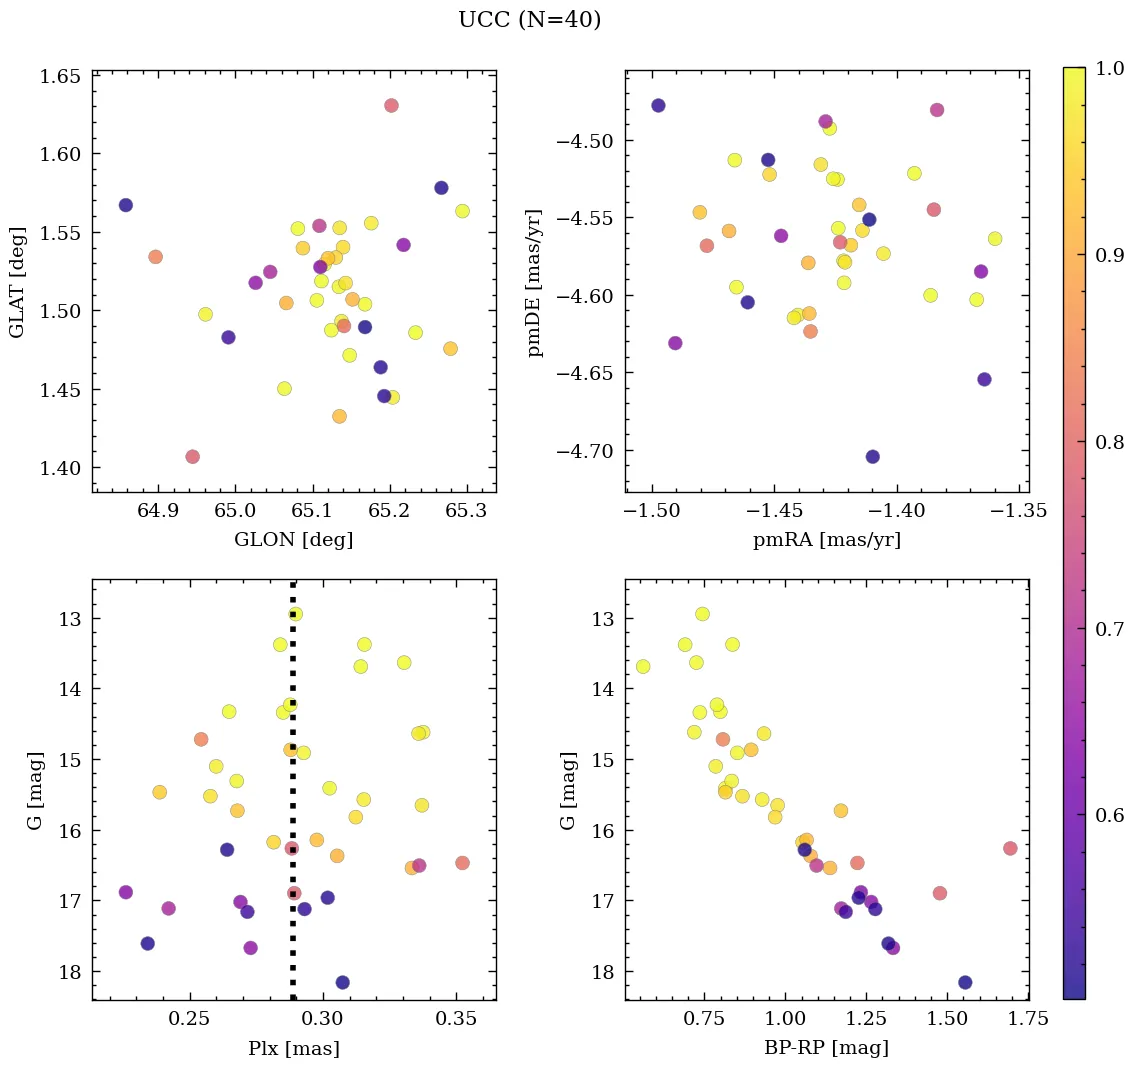 UCC (N=40)
1.65
1.60
1.55
1.50
1.45
1.40
GLAT [deg]
64.9 65.0 65.1 65.2 65.3
GLON [deg]
−4.50
−4.55
−4.60
−4.65
−4.70
pmDE [mas/yr]
−1.50 −1.45 −1.40 −1.35
pmRA [mas/yr]
1.0
0.9
0.8
0.7
0.6
13
14
15
16
17
18
G [mag]
0.25 0.30 0.35
Plx [mas]
13
14
15
16
17
18
G [mag]
0.75 1.00 1.25 1.50 1.75
BP-RP [mag]